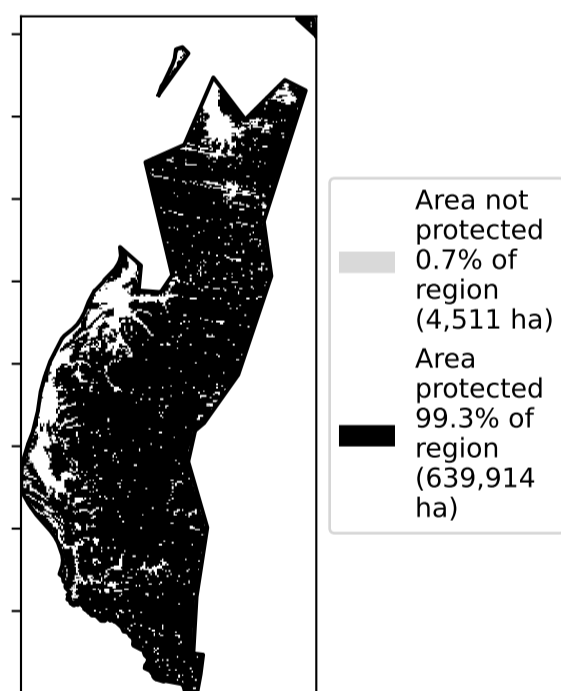 Area not
protected
0.7% of
region
(4,511 ha)
Area
protected
99.3% of
region
(639,914
ha)